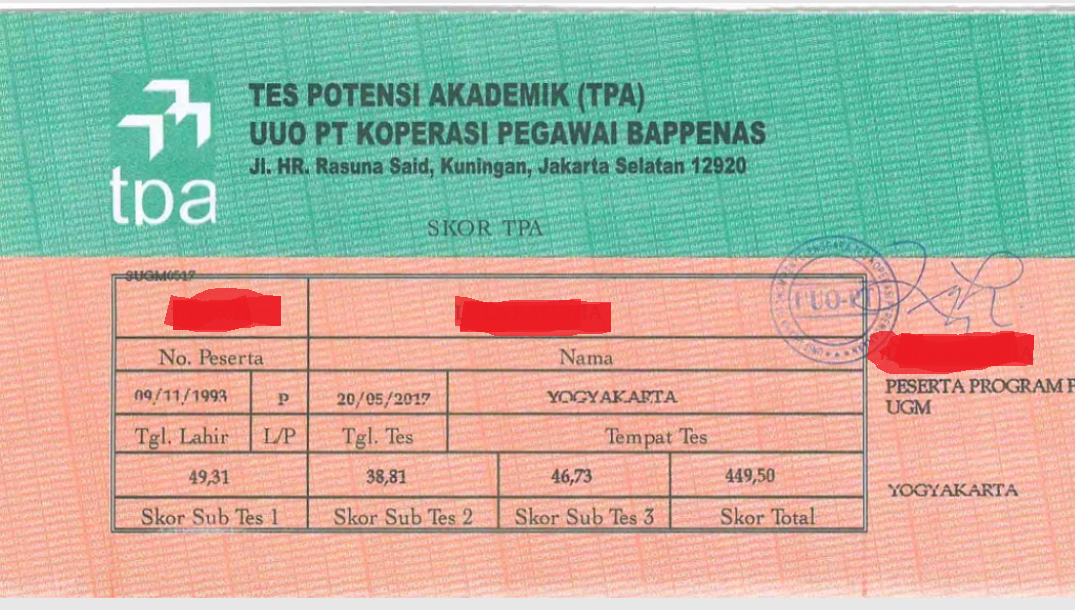 tpa
TES POTENSI AKADEMIK (TPA)
UUO PT KOPERASI PEGAWAI BAPPENAS
Jl. HR. Rasuna Said, Kuningan, Jakarta Selatan 12920
SKOR TPA
SUGM0517
No. Peserta Nama
09/11/1993 P 20/05/2017 YOGYAKARTA
Tgl. Lahir L/P Tgl. Tes Tempat Tes
49,31 38,81 46,73 449,50
Skor Sub Tes 1 Skor Sub Tes 2 Skor Sub Tes 3 Skor Total
UUO-PT
PESERTA PROGRAM
UGM
YOGYAKARTA